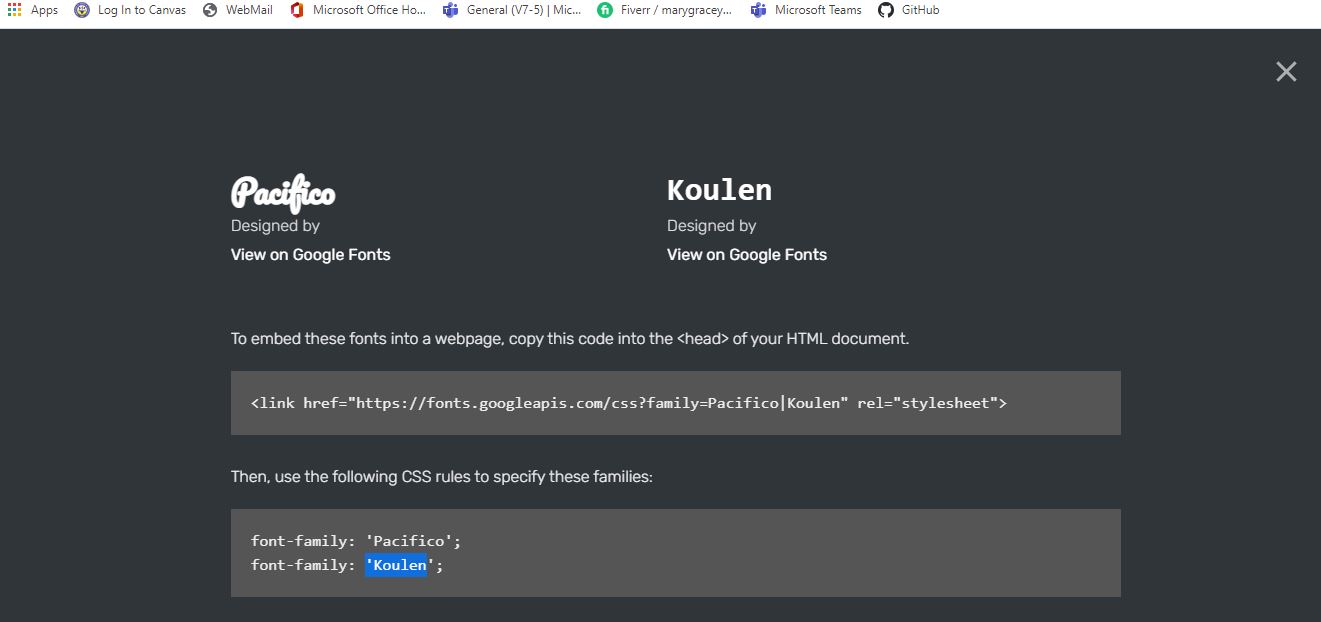 Apps Log In to Canvas WebMail Microsoft Office Ho... General (V7-5) | Mic... Fiverr / marygracey... Microsoft Teams GitHub
Pacifico Koulen
Designed by Designed by
View on Google Fonts View on Google Fonts
To embed these fonts into a webpage, copy this code into the <head> of your HTML document.
<link href="https://fonts.googleapis.com/css?family=Pacifico|Koulen" rel="stylesheet">
Then, use the following CSS rules to specify these families:
font-family: 'Pacifico';
font-family: 'Koulen';